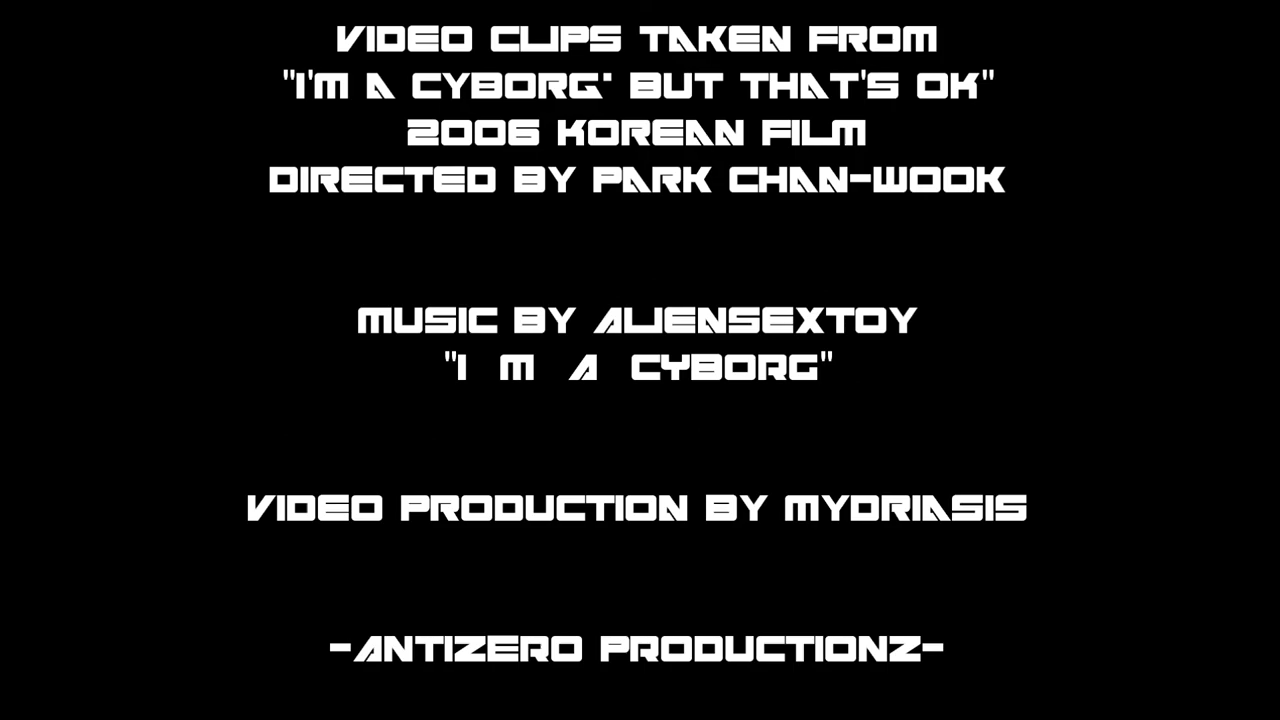 VIDEO CLIPS TAKEN FROM
"I'M A CYBORG' BUT THAT'S OK"
2006 KOREAN FILM
DIRECTED BY PARK CHAN-WOOK
MUSIC BY ALIENSEXTOY
"I M A CYBORG"
VIDEO PRODUCTION BY MYDRIASIS
-ANTIZERO PRODUCTIONZ-